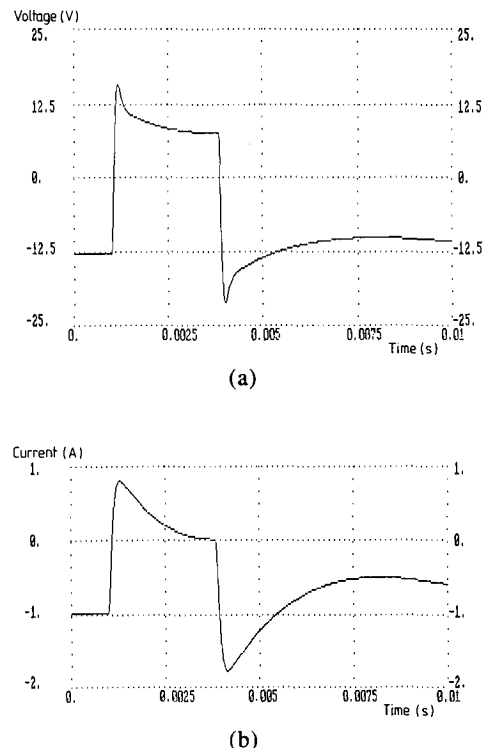 Voltage (V)
25. 25.
12.5 12.5
0. 0.
-12.5 -12.5
-25. -25.
0. 0.0025 0.005 0.0075 0.01
Time (s)
(a)
Current (A)
1. 1.
0. 0.
-1. -1.
-2. -2.
0. 0.0025 0.005 0.0075 0.01
Time (s)
(b)